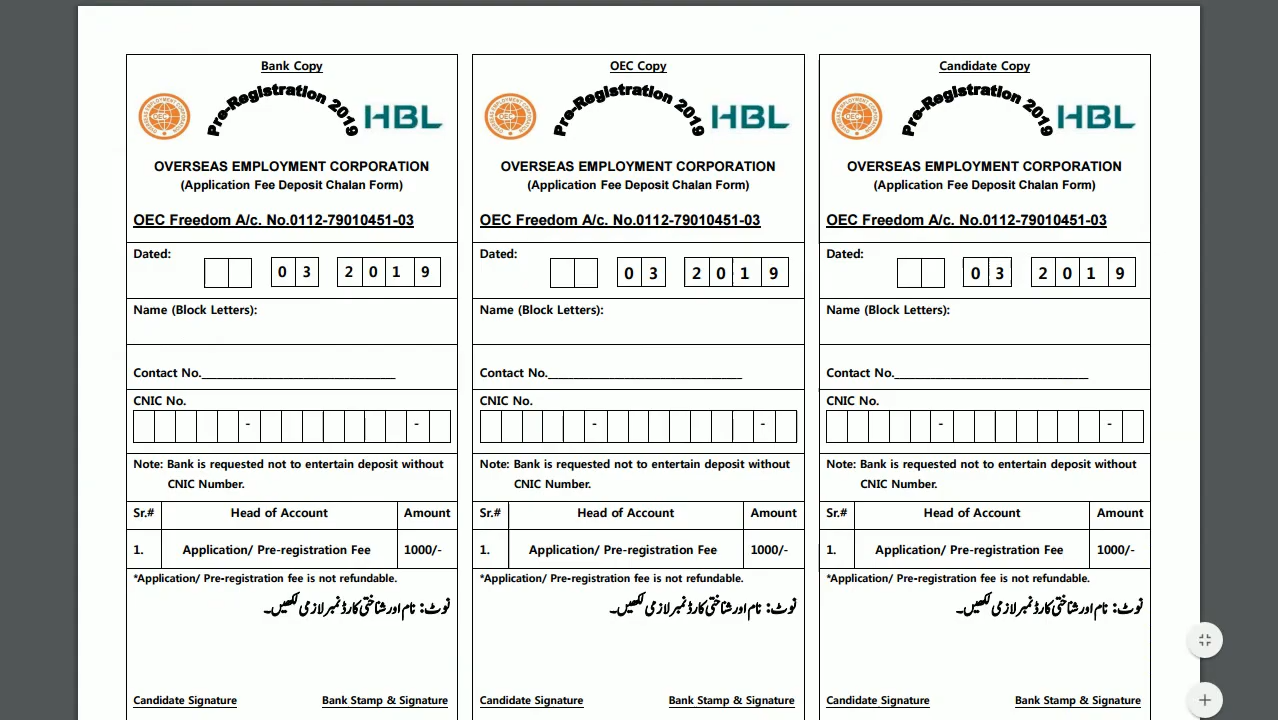 Bank Copy
Pre-Registration 2019
OEC
HBL
OVERSEAS EMPLOYMENT CORPORATION
(Application Fee Deposit Chalan Form)
OEC Freedom A/c. No.0112-79010451-03
Dated:
0 3 2 0 1 9
Name (Block Letters):
Contact No.______________________________
CNIC No.
- -
Note: Bank is requested not to entertain deposit without
CNIC Number.
Sr.# Head of Account Amount
1. Application/ Pre-registration Fee 1000/-
*Application/ Pre-registration fee is not refundable.
نوٹ: نام اور شناختی کارڈ نمبر لازمی لکھیں۔
Candidate Signature Bank Stamp & Signature
OEC Copy
Pre-Registration 2019
OEC
HBL
OVERSEAS EMPLOYMENT CORPORATION
(Application Fee Deposit Chalan Form)
OEC Freedom A/c. No.0112-79010451-03
Dated:
0 3 2 0 1 9
Name (Block Letters):
Contact No.______________________________
CNIC No.
- -
Note: Bank is requested not to entertain deposit without
CNIC Number.
Sr.# Head of Account Amount
1. Application/ Pre-registration Fee 1000/-
*Application/ Pre-registration fee is not refundable.
نوٹ: نام اور شناختی کارڈ نمبر لازمی لکھیں۔
Candidate Signature Bank Stamp & Signature
Candidate Copy
Pre-Registration 2019
OEC
HBL
OVERSEAS EMPLOYMENT CORPORATION
(Application Fee Deposit Chalan Form)
OEC Freedom A/c. No.0112-79010451-03
Dated:
0 3 2 0 1 9
Name (Block Letters):
Contact No.______________________________
CNIC No.
- -
Note: Bank is requested not to entertain deposit without
CNIC Number.
Sr.# Head of Account Amount
1. Application/ Pre-registration Fee 1000/-
*Application/ Pre-registration fee is not refundable.
نوٹ: نام اور شناختی کارڈ نمبر لازمی لکھیں۔
Candidate Signature Bank Stamp & Signature